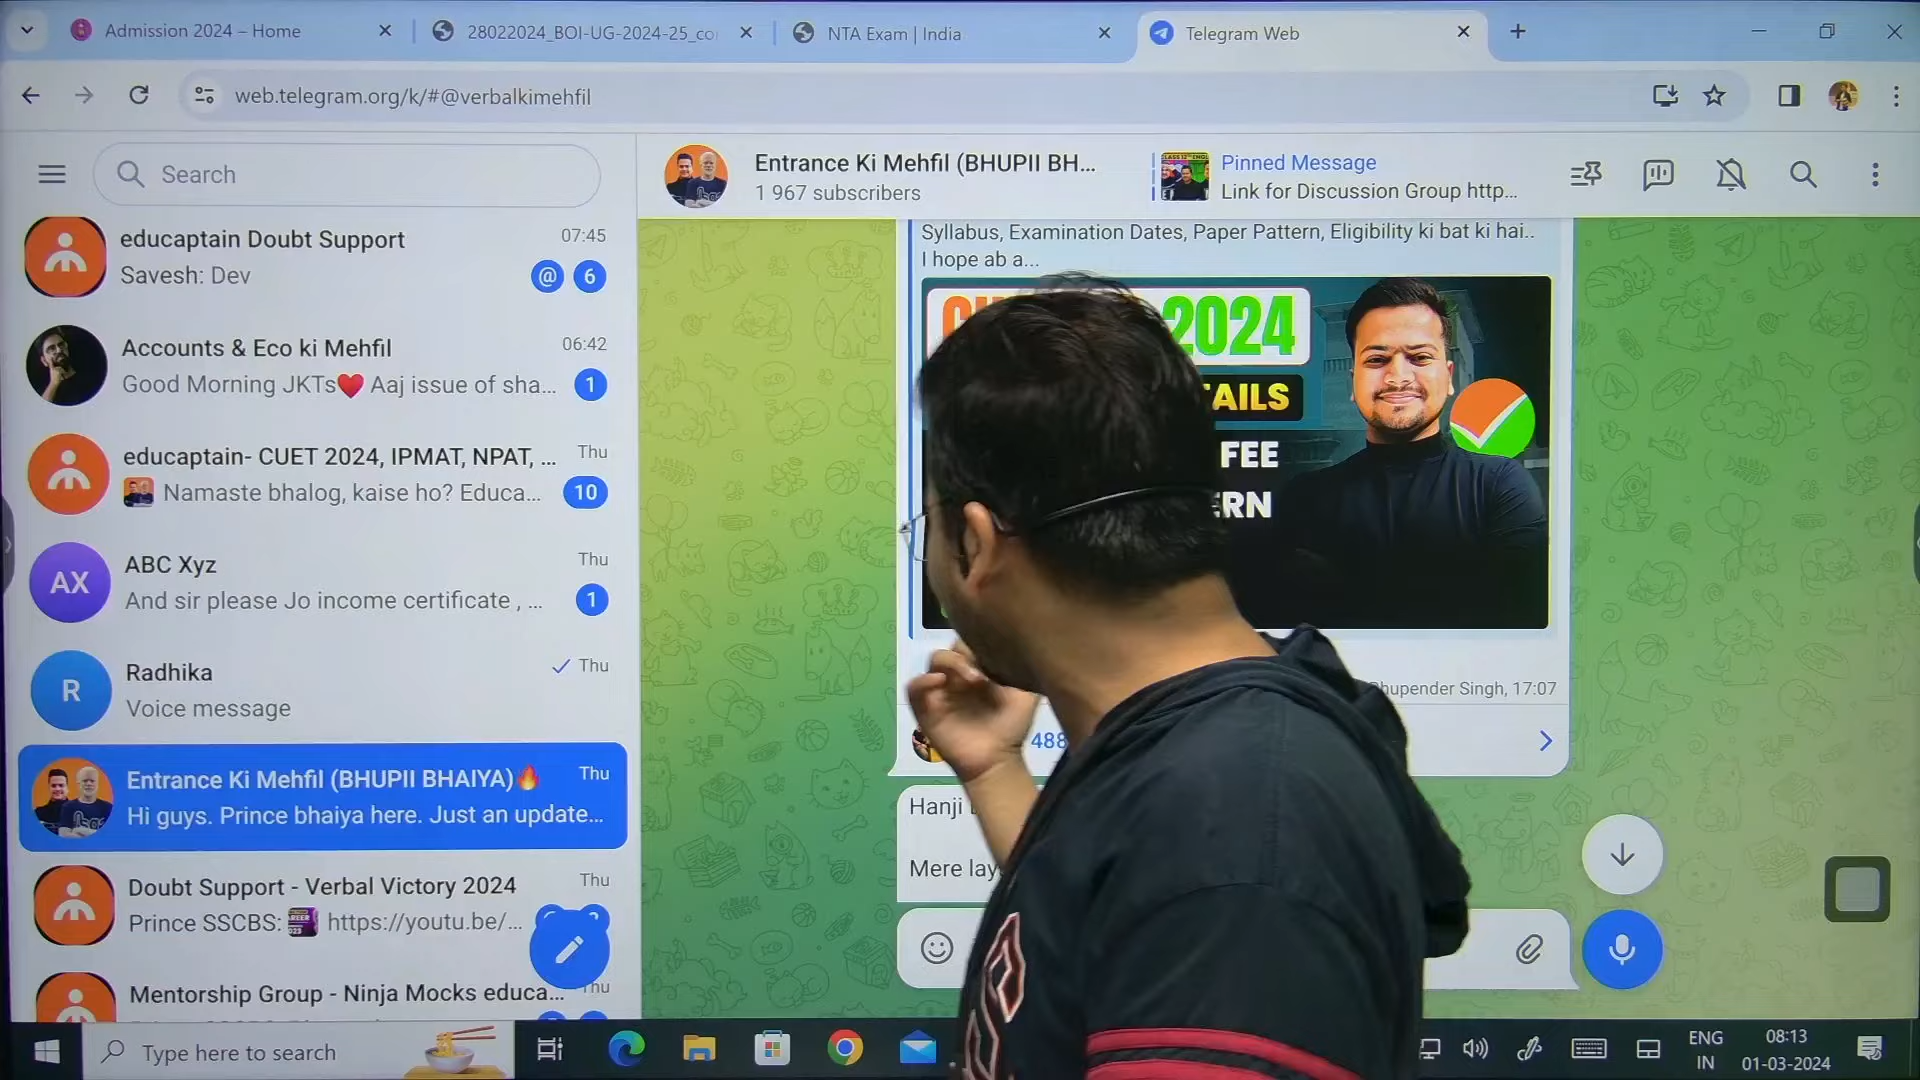 Admission 2024 – Home
28022024_BOI-UG-2024-25_co
NTA Exam | India
Telegram Web
web.telegram.org/k/#@verbalkimehfil
Search
educaptain Doubt Support 07:45
Savesh: Dev @ 6
Accounts & Eco ki Mehfil 06:42
Good Morning JKTs❤️ Aaj issue of sha... 1
educaptain- CUET 2024, IPMAT, NPAT, ... Thu
Namaste bhalog, kaise ho? Educa... 10
AX
ABC Xyz Thu
And sir please Jo income certificate , ... 1
R
Radhika Thu
Voice message
Entrance Ki Mehfil (BHUPII BHAIYA)🔥 Thu
Hi guys. Prince bhaiya here. Just an update...
Doubt Support - Verbal Victory 2024 Thu
Prince SSCBS: https://youtu.be/...
Mentorship Group - Ninja Mocks educa... Thu
Entrance Ki Mehfil (BHUPII BH...
1 967 subscribers
Pinned Message
Link for Discussion Group http...
Syllabus, Examination Dates, Paper Pattern, Eligibility ki bat ki hai..
I hope ab a...
2024
AILS
FEE
ERN
Bhupender Singh, 17:07
488
Hanji
Mere
Type here to search
ENG
IN
08:13
01-03-2024